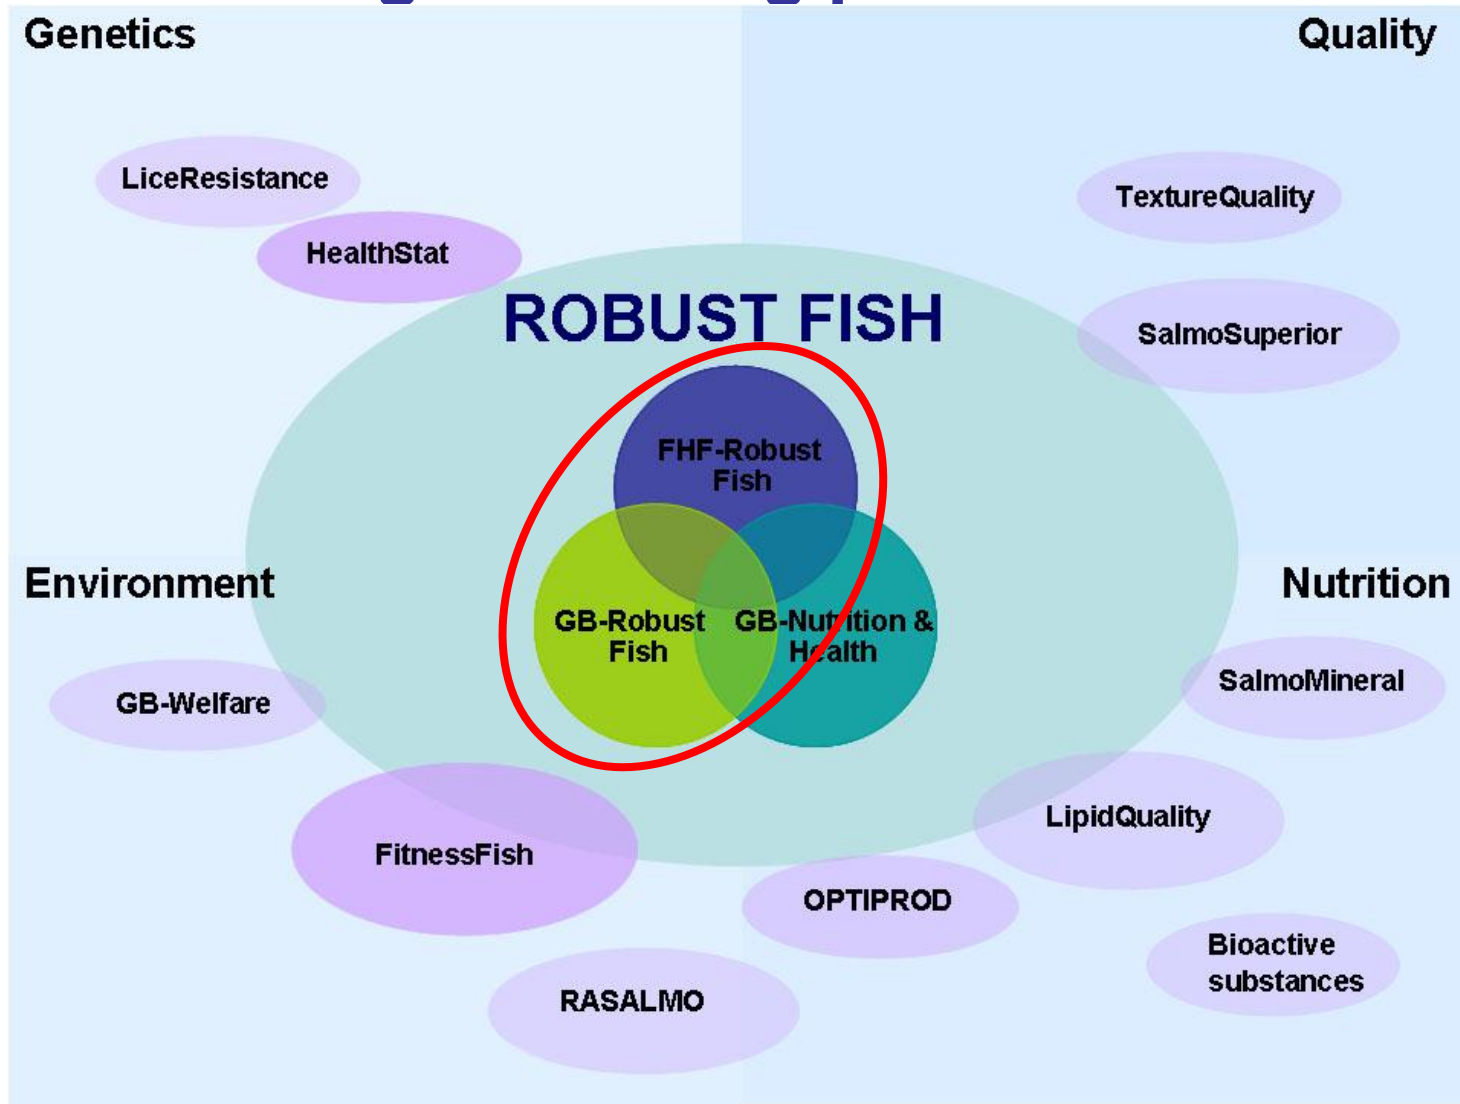 Genetics
Quality
LiceResistance
TextureQuality
HealthStat
ROBUST FISH
SalmoSuperior
FHF-Robust
Fish
Environment
Nutrition
GB-Robust
Fish
GB-Nutrition &
Health
SalmoMineral
GB-Welfare
LipidQuality
FitnessFish
OPTIPROD
Bioactive
substances
RASALMO